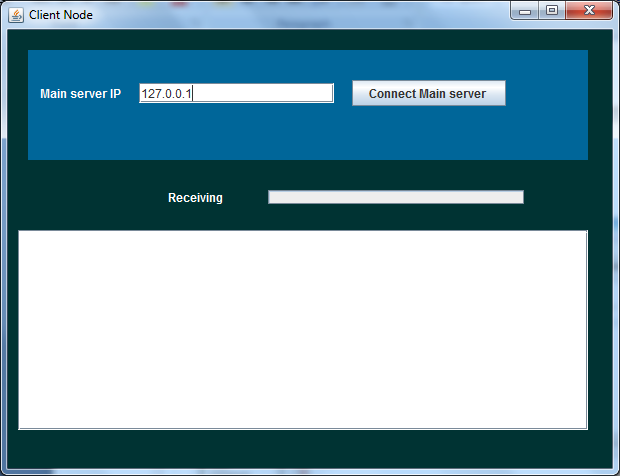 Client Node
Main server IP 127.0.0.1 Connect Main server
Receiving